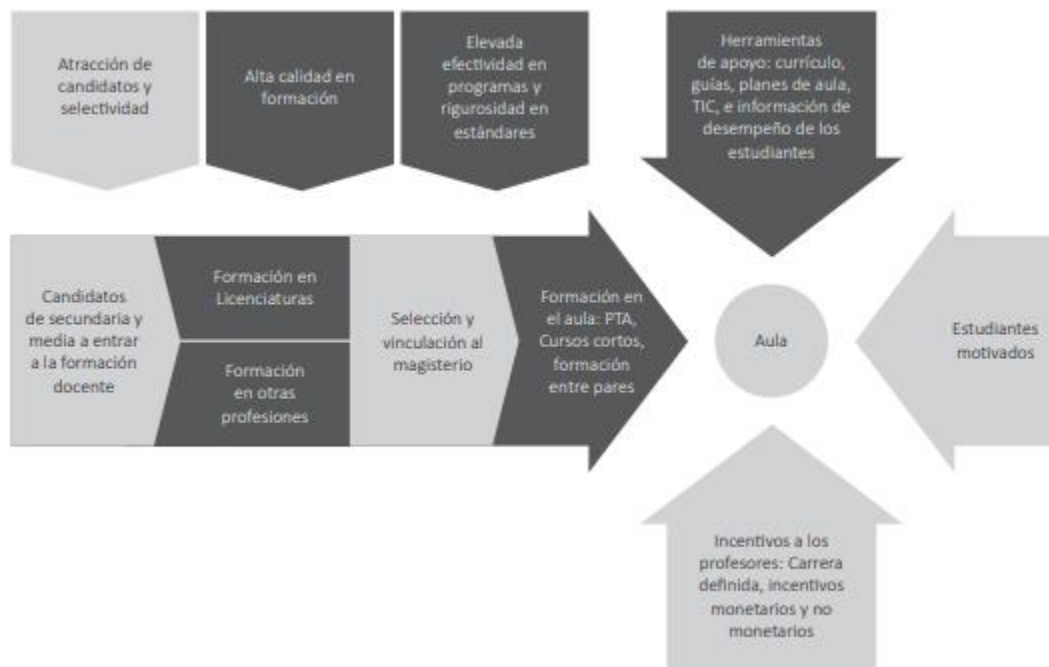 Atracción de
candidatos y
selectividad
Alta calidad en
formación
Elevada
efectividad en
programas y
rigurosidad en
estándares
Herramientas
de apoyo: currículo,
guías, planes de aula,
TIC, e información de
desempeño de los
estudiantes
Candidatos
de secundaria y
media a entrar
a la formación
docente
Formación en
Licenciaturas
Formación
en otras
profesiones
Selección y
vinculación al
magisterio
Formación en
el aula: PTA,
Cursos cortos,
formación
entre pares
Aula
Estudiantes
motivados
Incentivos a los
profesores: Carrera
definida, incentivos
monetarios y no
monetarios